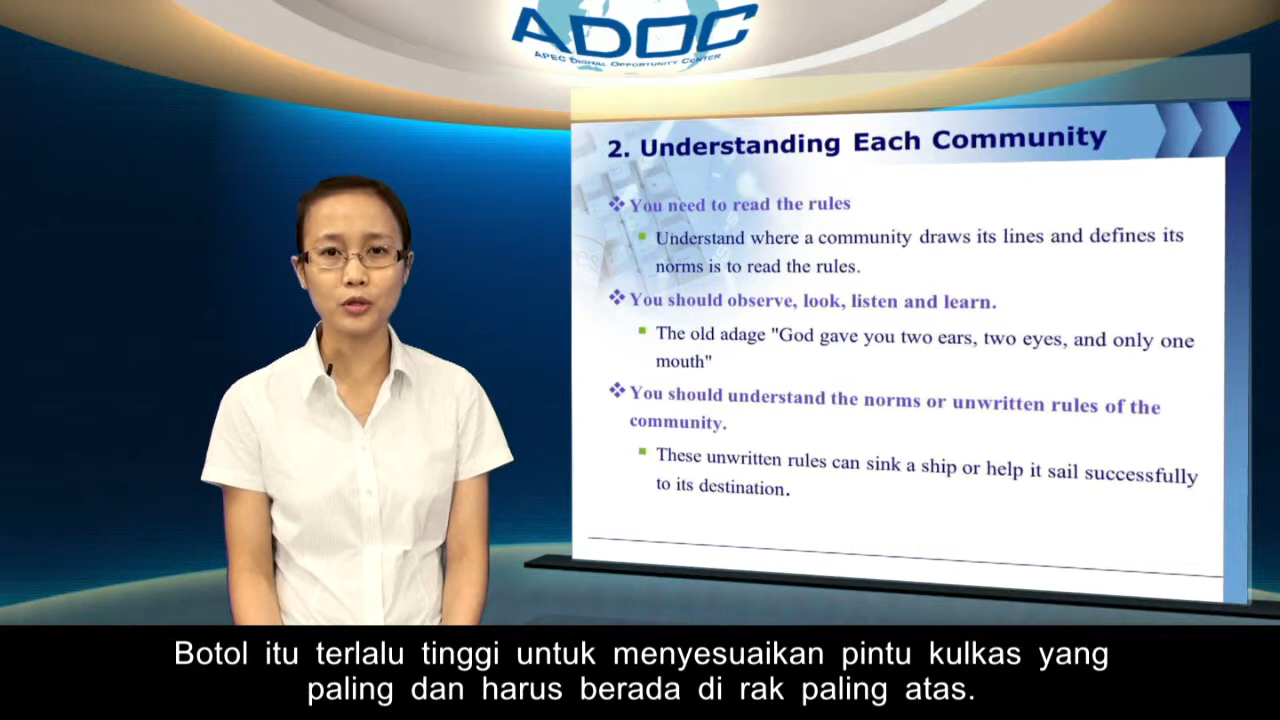 ADOC
APEC DIGITAL OPPORTUNITY CENTER
2. Understanding Each Community
You need to read the rules
Understand where a community draws its lines and defines its
norms is to read the rules.
You should observe, look, listen and learn.
The old adage "God gave you two ears, two eyes, and only one
mouth"
You should understand the norms or unwritten rules of the
community.
These unwritten rules can sink a ship or help it sail successfully
to its destination.
Botol itu terlalu tinggi untuk menyesuaikan pintu kulkas yang
paling dan harus berada di rak paling atas.